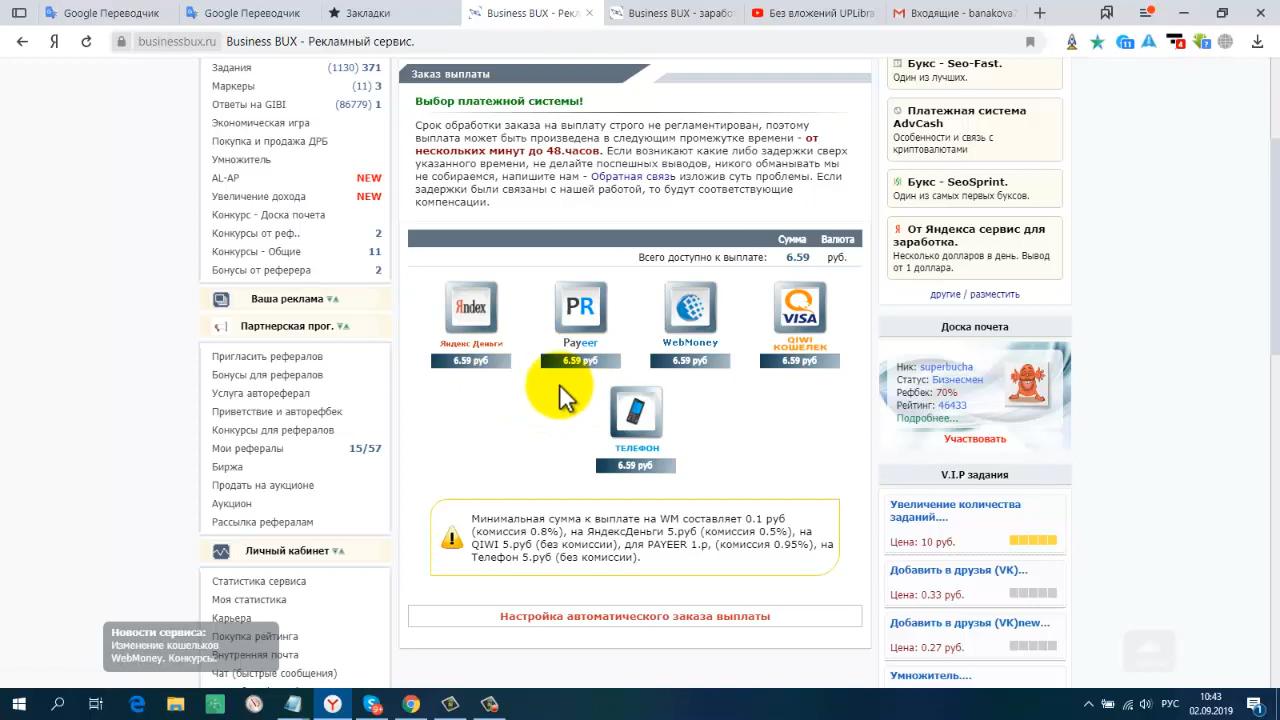 Google Переводчик
Google Переводчик
Закладки
Business BUX - Рекл
Business BUX - зарабо
Без вложений UPLibra
Входящие - banakova7
businessbux.ru
Business BUX - Рекламный сервис.
Задания (1130) 371
Маркеры (11) 3
Ответы на GIBI (86779) 1
Экономическая игра
Покупка и продажа ДРБ
Умножитель
AL-AP NEW
Увеличение дохода NEW
Конкурс - Доска почета
Конкурсы от реф.. 2
Конкурсы - Общие 11
Бонусы от реферера 2
Ваша реклама
Партнерская прог.
Пригласить рефералов
Бонусы для рефералов
Услуга автореферал
Приветствие и авторефбек
Конкурсы для рефералов
Мои рефералы 15/57
Биржа
Продать на аукционе
Аукцион
Рассылка рефералам
Личный кабинет
Статистика сервиса
Моя статистика
Карьера
Покупка рейтинга
Внутренняя почта
Чат (быстрые сообщения)
Новости сервиса:
Изменение кошельков
WebMoney. Конкурсы.
Заказ выплаты
Выбор платежной системы!
Срок обработки заказа на выплату строго не регламентирован, поэтому
выплата может быть произведена в следующим промежутке времени - от
нескольких минут до 48.часов. Если возникают какие либо задержки сверх
указанного времени, не делайте поспешных выводов, никого обманывать мы
не собираемся, напишите нам - Обратная связь изложив суть проблемы. Если
задержки были связаны с нашей работой, то будут соответствующие
компенсации.
Сумма Валюта
Всего доступно к выплате: 6.59 руб.
Яndex
PR
Q VISA
Яндекс Деньги
Payeer
WebMoney
QIWI КОШЕЛЕК
6.59 руб
6.59 руб
6.59 руб
6.59 руб
ТЕЛЕФОН
6.59 руб
Минимальная сумма к выплате на WM составляет 0.1 руб
(комиссия 0.8%), на ЯндексДеньги 5.руб (комиссия 0.5%), на
QIWI 5.руб (без комиссии), для PAYEER 1.р, (комиссия 0.95%), на
Телефон 5.руб (без комиссии).
Настройка автоматического заказа выплаты
Букс - Seo-Fast.
Один из лучших.
Платежная система
AdvCash
Особенности и связь с
криптовалютами
Букс - SeoSprint.
Один из самых первых буксов.
От Яндекса сервис для
заработка.
Несколько долларов в день. Вывод
от 1 доллара.
другие / разместить
Доска почета
Ник: superbucha
Статус: Бизнесмен
Рефбек: 70%
Рейтинг: 46433
Подробнее...
Участвовать
V.I.P задания
Увеличение количества
заданий....
Цена: 10 руб.
Добавить в друзья (VK)...
Цена: 0.33 руб.
Добавить в друзья (VK)new...
Цена: 0.27 руб.
Умножитель....
РУС
10:43
02.09.2019